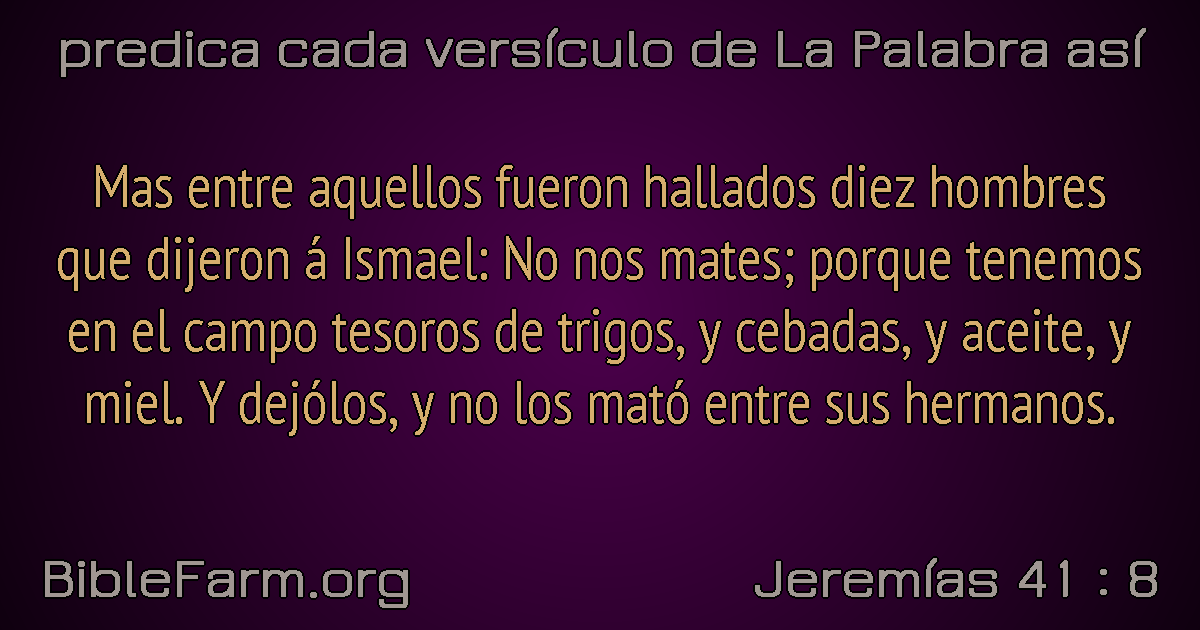 predica cada versículo de La Palabra así
Mas entre aquellos fueron hallados diez hombres
que dijeron á Ismael: No nos mates; porque tenemos
en el campo tesoros de trigos, y cebadas, y aceite, y
miel. Y dejólos, y no los mató entre sus hermanos.
BibleFarm.org
Jeremías 41 : 8